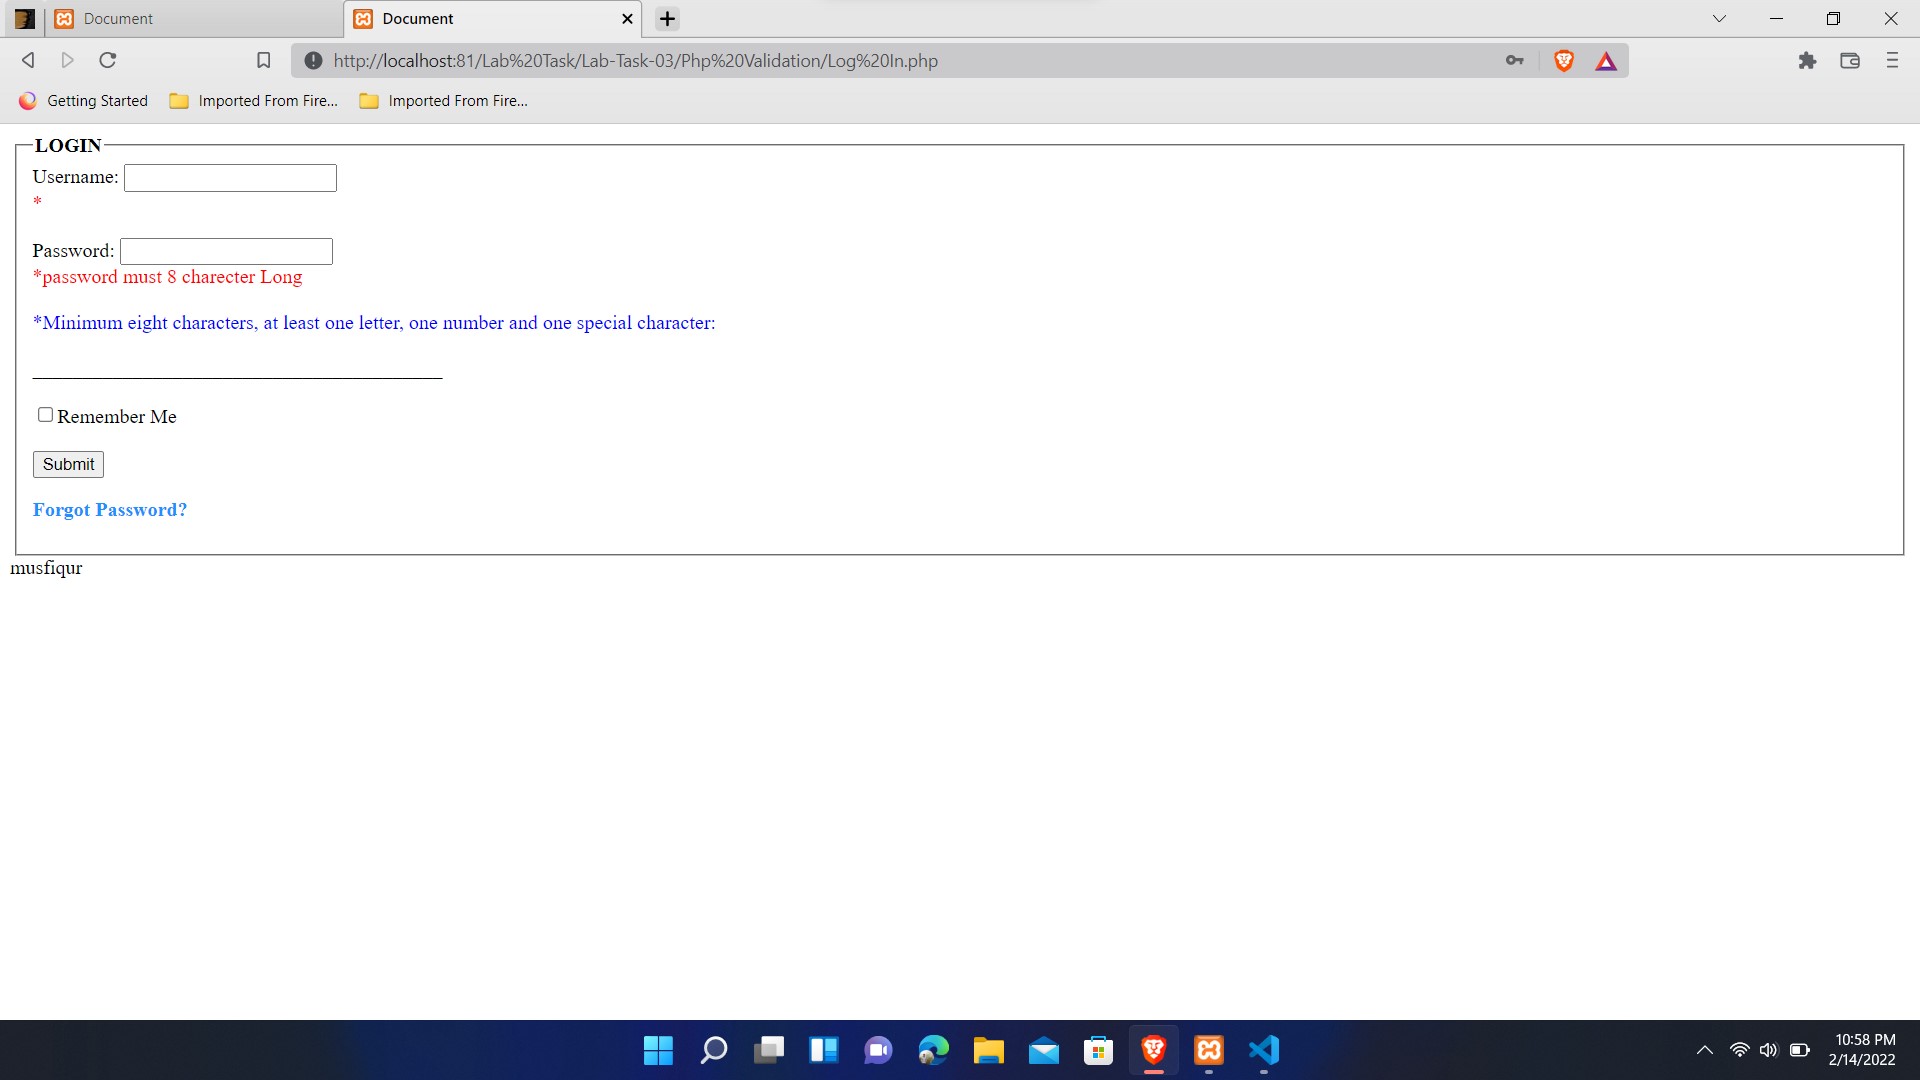 Document
Document
http://localhost:81/Lab%20Task/Lab-Task-03/Php%20Validation/Log%20In.php
Getting Started
Imported From Fire...
Imported From Fire...
LOGIN
Username:
*
Password:
*password must 8 charecter Long
*Minimum eight characters, at least one letter, one number and one special character:
_________________________________________
Remember Me
Submit
Forgot Password?
musfiqur
10:58 PM
2/14/2022